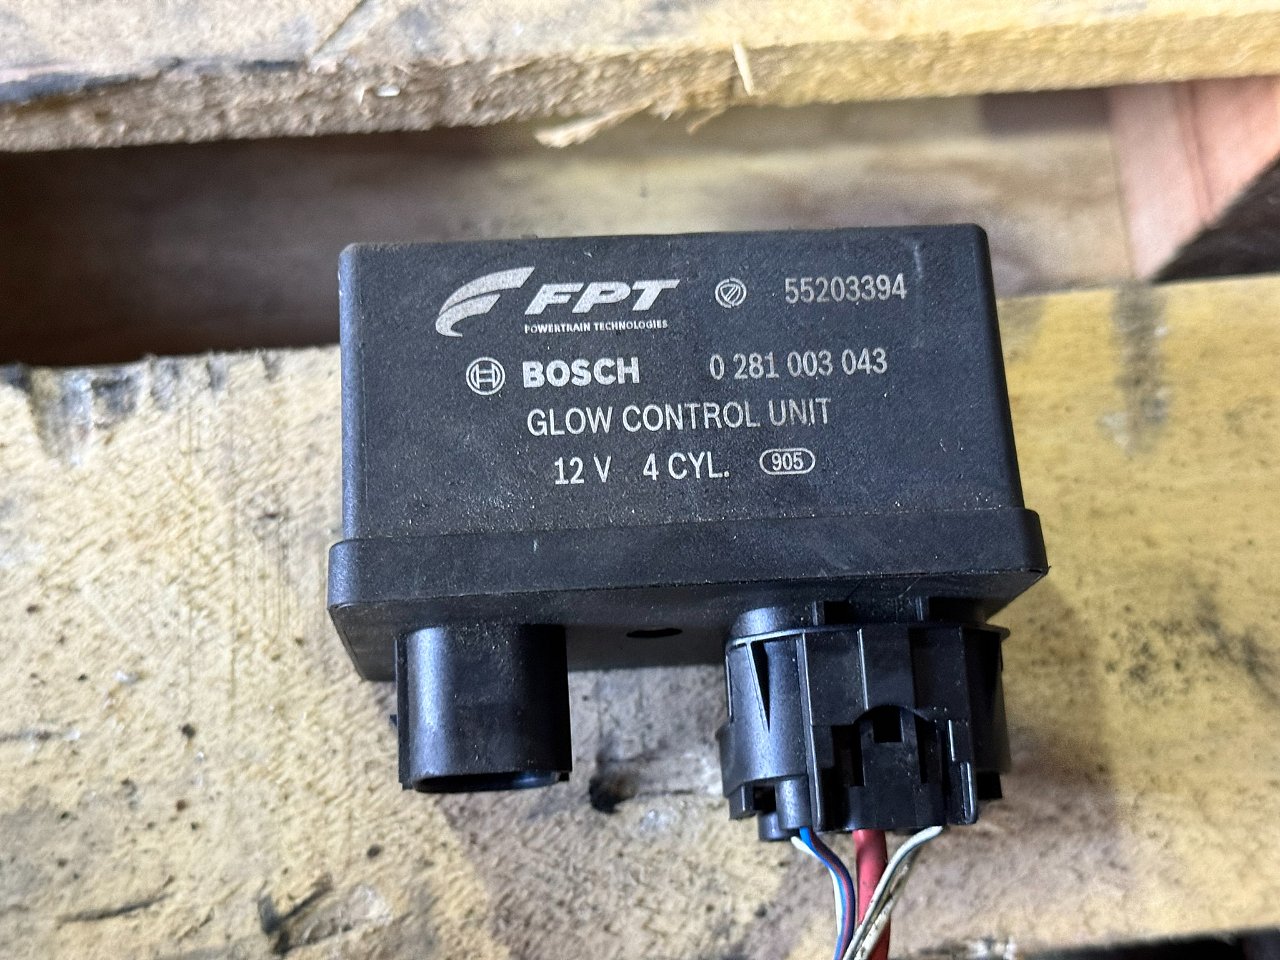 FPT 55203394
POWERTRAIN TECHNOLOGIES
BOSCH 0 281 003 043
GLOW CONTROL UNIT
12 V 4 CYL. 905